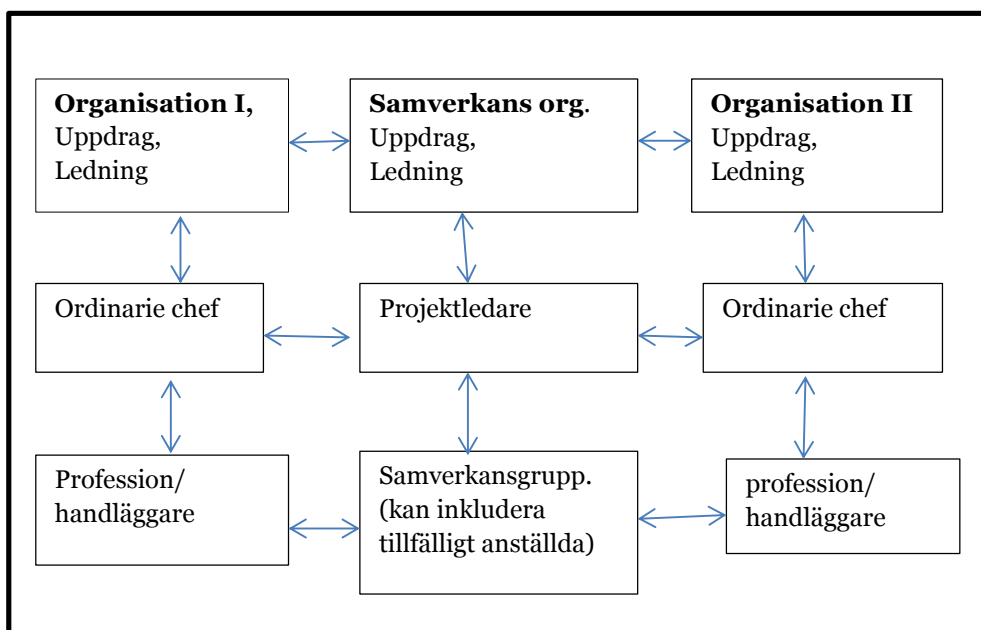 Organisation I,
Uppdrag,
Ledning
Samverkans org.
Uppdrag,
Ledning
Organisation II
Uppdrag,
Ledning
Ordinarie chef
Projektledare
Ordinarie chef
Profession/
handläggare
Samverkansgrupp.
(kan inkludera
tillfälligt anställda)
profession/
handläggare